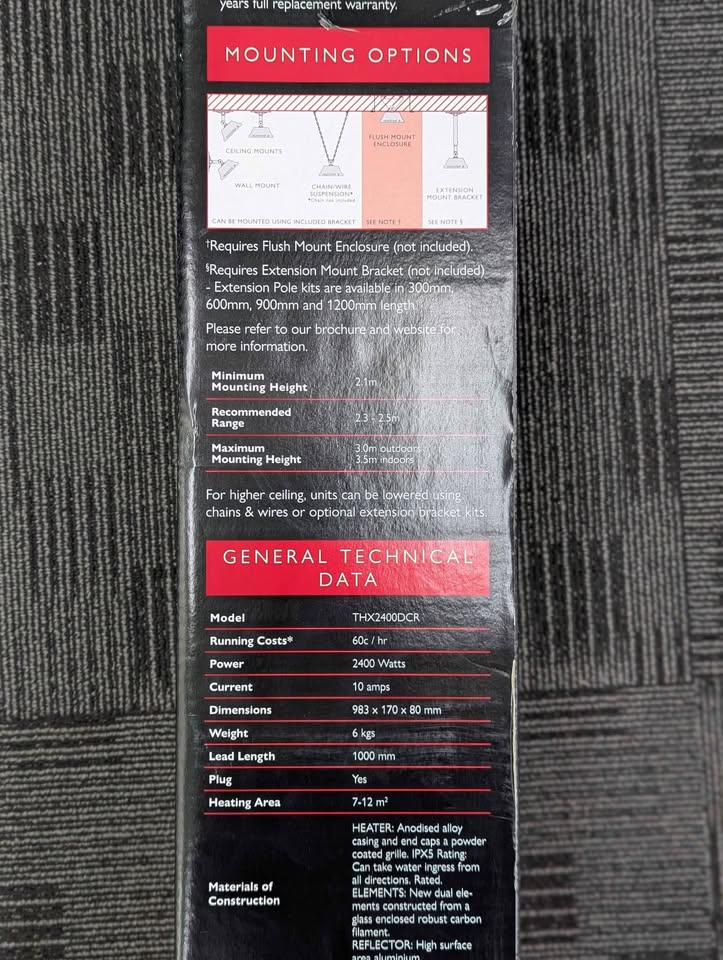 years full replacement warranty.
MOUNTING OPTIONS
CEILING MOUNTS
WALL MOUNT
CHAIN/WIRE
SUSPENSION*
*Chain not included
FLUSH MOUNT
ENCLOSURE
EXTENSION
MOUNT BRACKET
CAN BE MOUNTED USING INCLUDED BRACKET
SEE NOTE †
SEE NOTE §
†Requires Flush Mount Enclosure (not included).
§Requires Extension Mount Bracket (not included)
- Extension Pole kits are available in 300mm,
600mm, 900mm and 1200mm length.
Please refer to our brochure and website for
more information.
Minimum
Mounting Height 2.1m
Recommended
Range 2.3 - 2.5m
Maximum 3.0m outdoors
Mounting Height 3.5m indoors
For higher ceiling, units can be lowered using
chains & wires or optional extension bracket kits.
GENERAL TECHNICAL
DATA
Model THX2400DCR
Running Costs* 60c / hr
Power 2400 Watts
Current 10 amps
Dimensions 983 x 170 x 80 mm
Weight 6 kgs
Lead Length 1000 mm
Plug Yes
Heating Area 7-12 m²
Materials of
Construction
HEATER: Anodised alloy
casing and end caps a powder
coated grille. IPX5 Rating:
Can take water ingress from
all directions. Rated.
ELEMENTS: New dual ele-
ments constructed from a
glass enclosed robust carbon
filament.
REFLECTOR: High surface
area aluminium